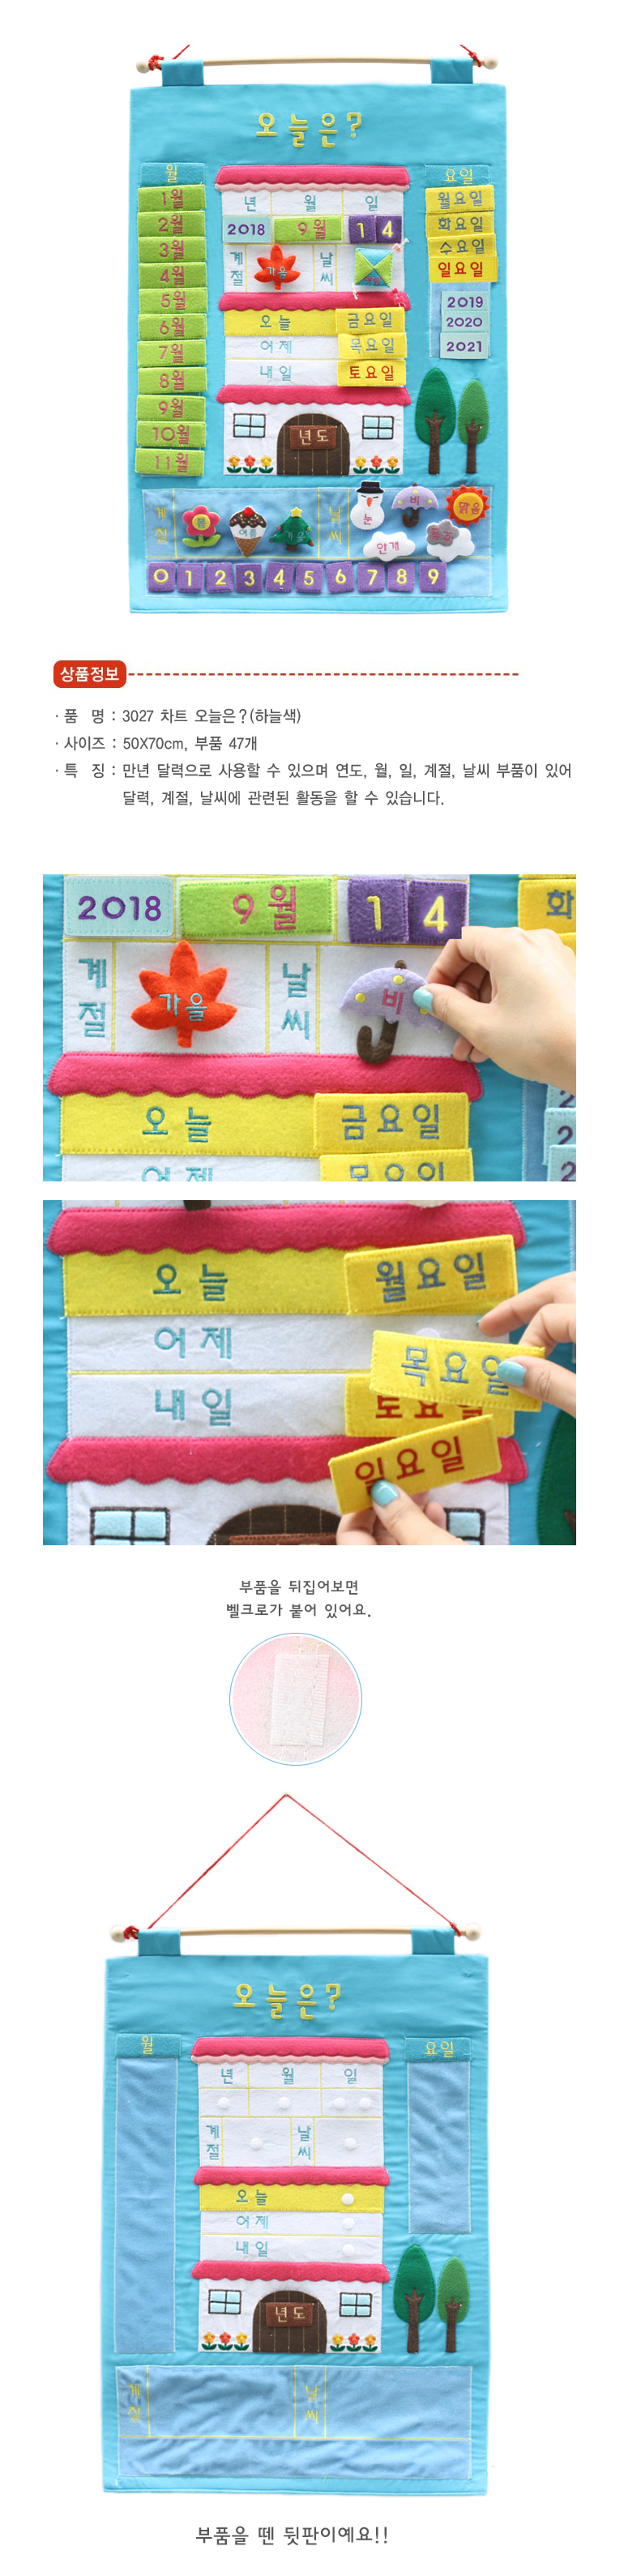 오늘은?
월
요일
1월
2월
3월
4월
5월
6월
7월
8월
9월
10월
11월
년 월 일
2018 9월 1 4
계절 가을 날씨
오늘 금요일
어제 목요일
내일 토요일
년도
월요일
화요일
수요일
일요일
2019
2020
2021
계절 봄 여름 겨울 날씨 눈 비 맑음
안개
0 1 2 3 4 5 6 7 8 9
상품정보
· 품 명 : 3027 차트 오늘은?(하늘색)
· 사이즈 : 50X70cm, 부품 47개
· 특 징 : 만년 달력으로 사용할 수 있으며 연도, 월, 일, 계절, 날씨 부품이 있어
달력, 계절, 날씨에 관련된 활동을 할 수 있습니다.
2018 9월 1 4 화
계절 가을 날씨 비
오늘 금요일
어제 목요일
2
2
2
오늘 월요일
어제 목요일
내일 토요일
일요일
부품을 뒤집어보면
벨크로가 붙어 있어요.
오늘은?
월
요일
년 월 일
계절 날씨
오늘
어제
내일
년도
계절 날씨
부품을 뗀 뒷판이예요!!